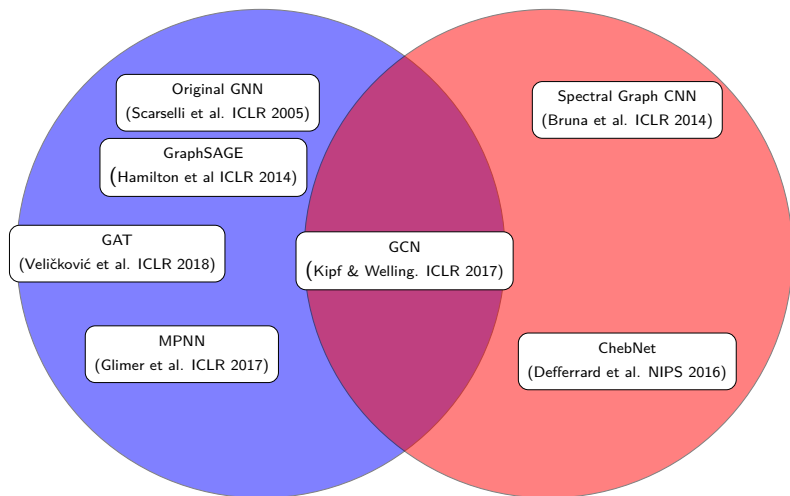 Original GNN
(Scarselli et al. ICLR 2005)
Spectral Graph CNN
(Bruna et al. ICLR 2014)
GraphSAGE
(Hamilton et al ICLR 2014)
GAT
(Veličković et al. ICLR 2018)
GCN
(Kipf & Welling. ICLR 2017)
MPNN
(Glimer et al. ICLR 2017)
ChebNet
(Defferrard et al. NIPS 2016)